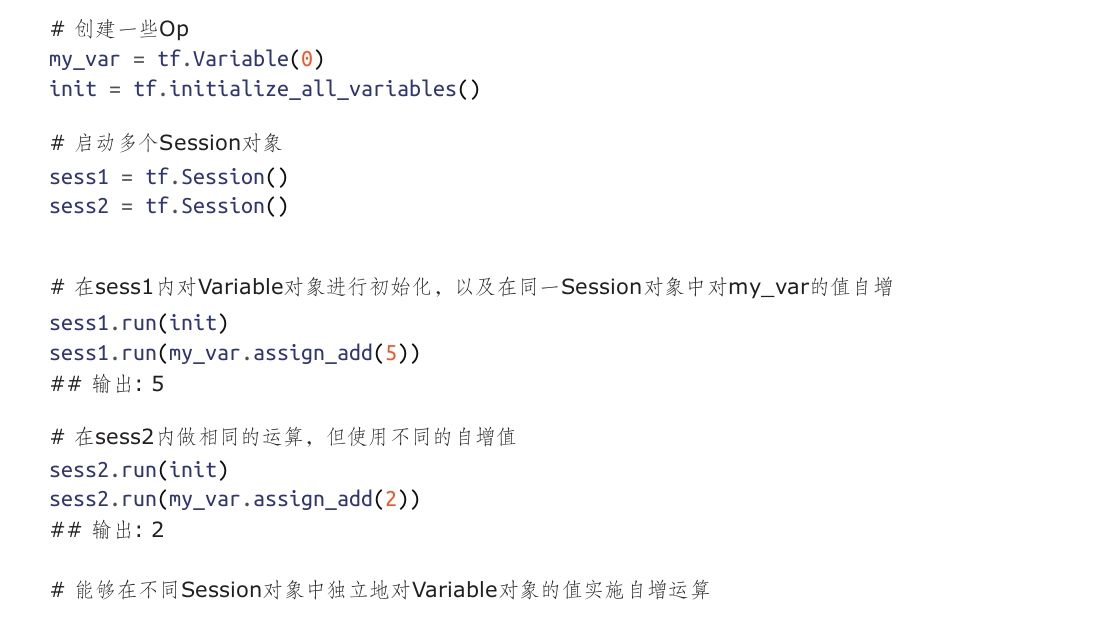 # 创建一些Op
my_var = tf.Variable(0)
init = tf.initialize_all_variables()
# 启动多个Session对象
sess1 = tf.Session()
sess2 = tf.Session()
# 在sess1内对Variable对象进行初始化，以及在同一Session对象中对my_var的值自增
sess1.run(init)
sess1.run(my_var.assign_add(5))
## 输出: 5
# 在sess2内做相同的运算，但使用不同的自增值
sess2.run(init)
sess2.run(my_var.assign_add(2))
## 输出: 2
# 能够在不同Session对象中独立地对Variable对象的值实施自增运算